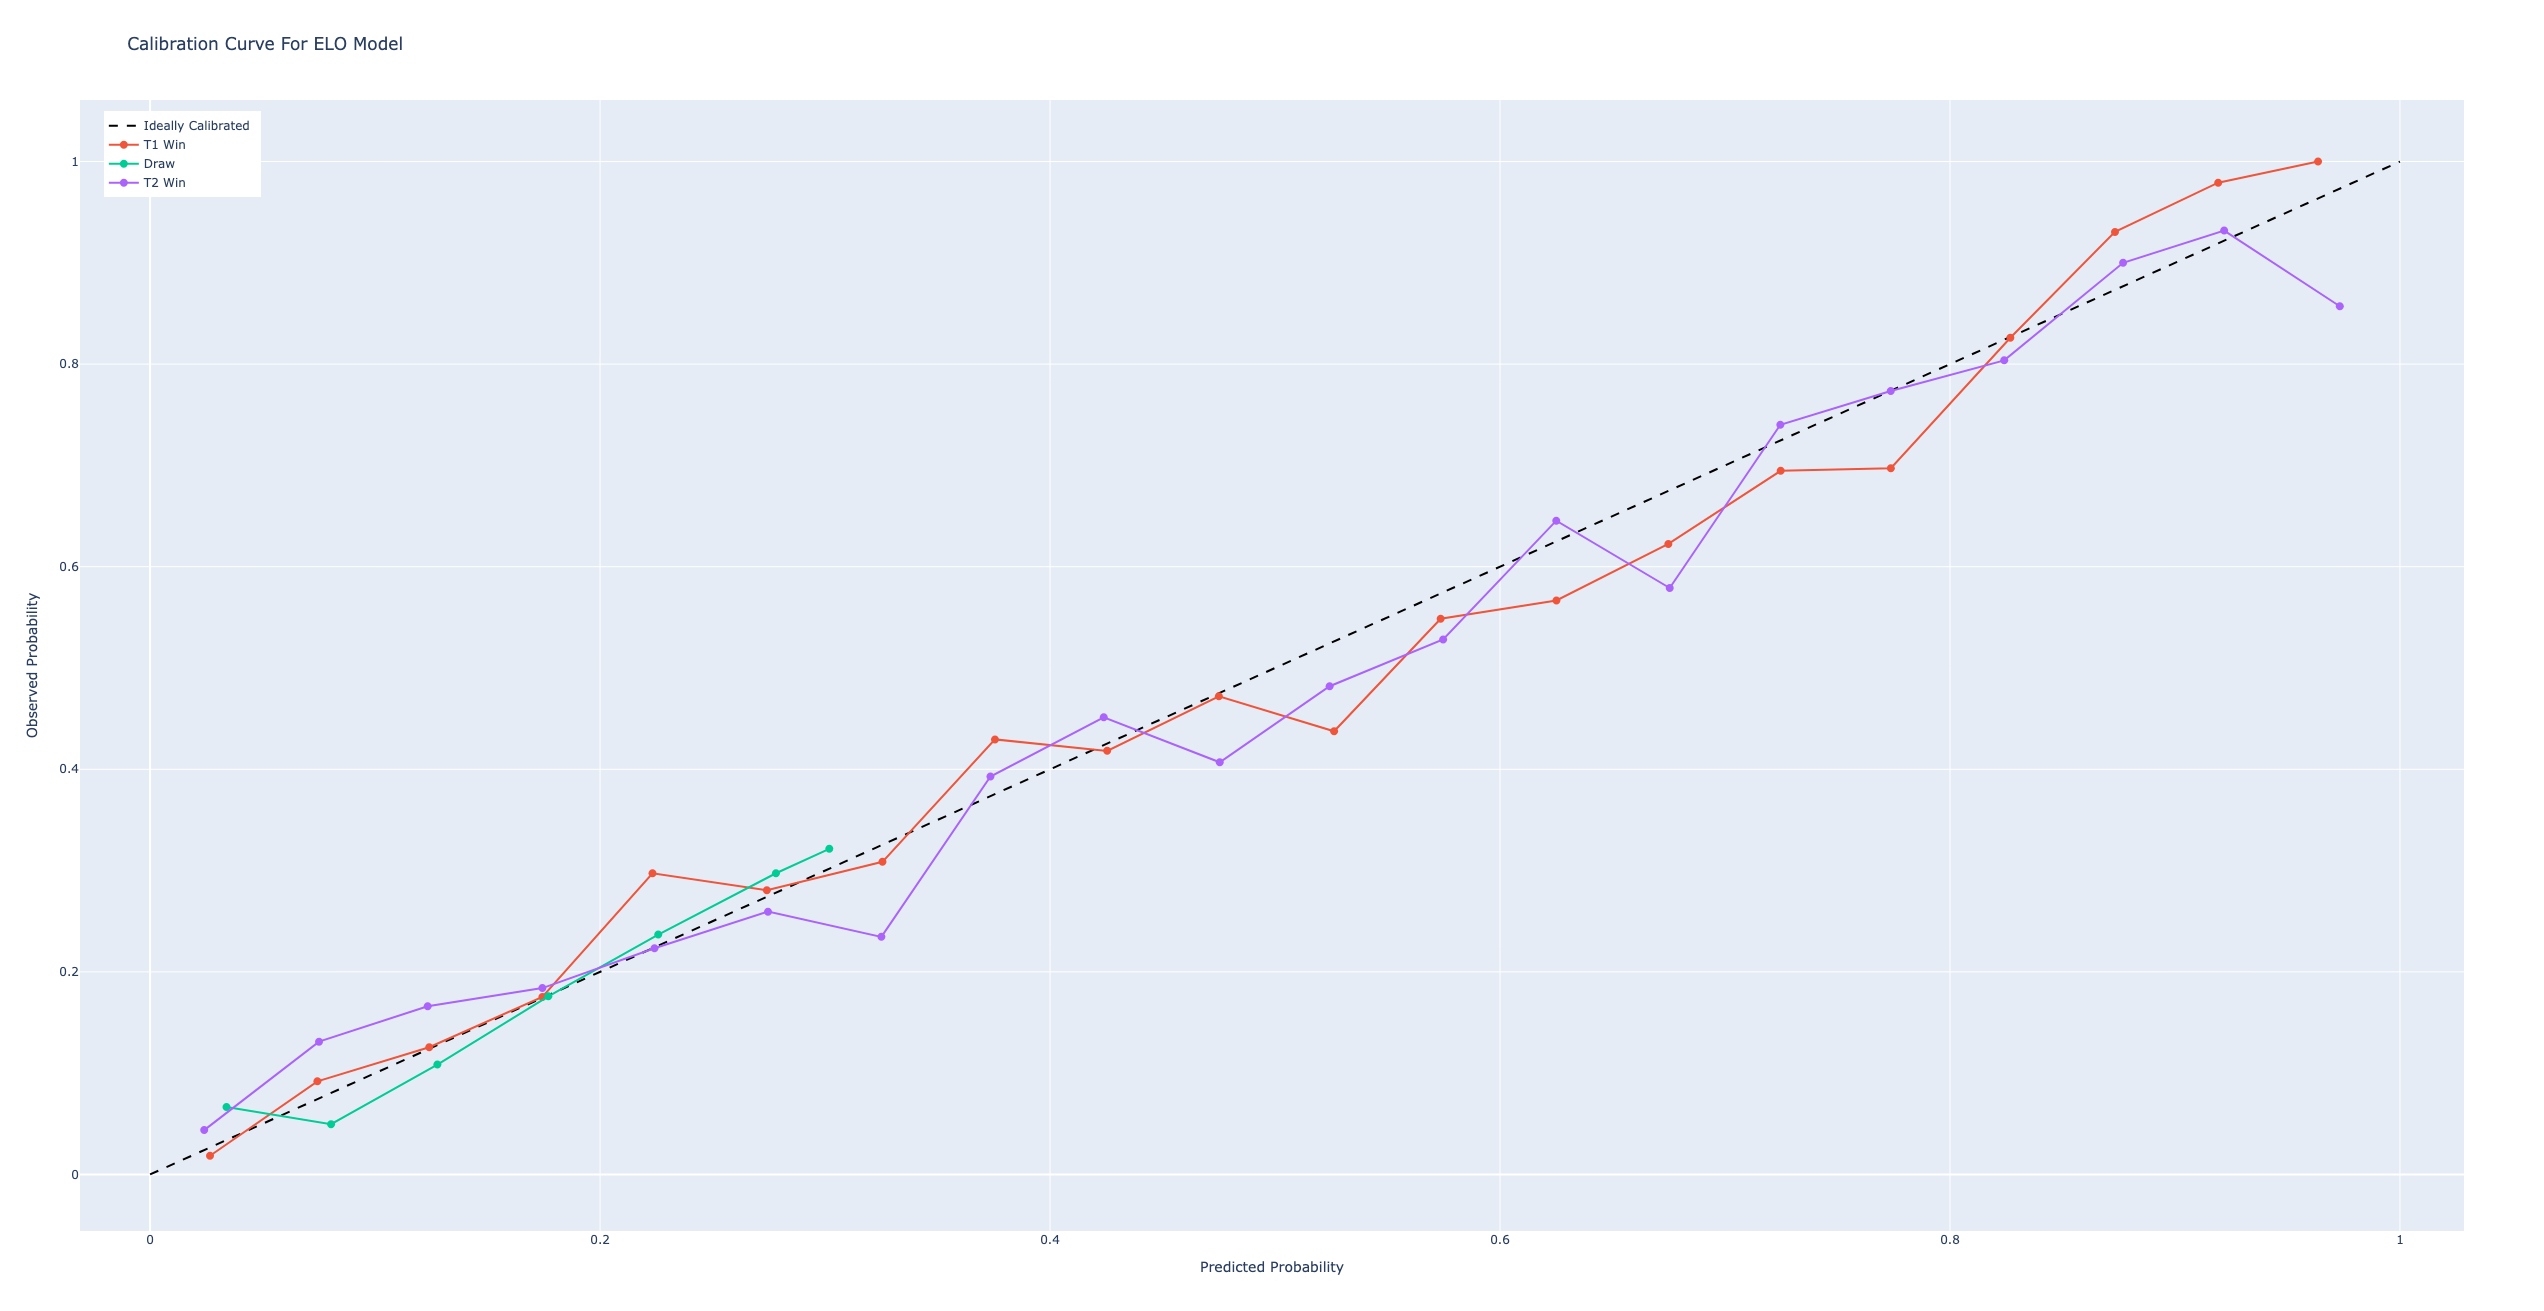 Calibration Curve For ELO Model
Ideally Calibrated
T1 Win
Draw
T2 Win
1
0.8
0.6
0.4
0.2
0
Observed Probability
0
0.2
0.4
0.6
0.8
1
Predicted Probability